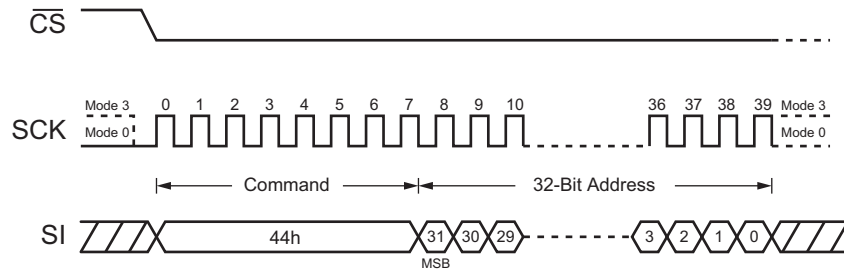 CS
0 1 2 3 4 5 6 7 8 9 10 36 37 38 39
Mode 3 Mode 3
SCK
Mode 0 Mode 0
Command 32-Bit Address
SI 44h 31 30 29 3 2 1 0
MSB